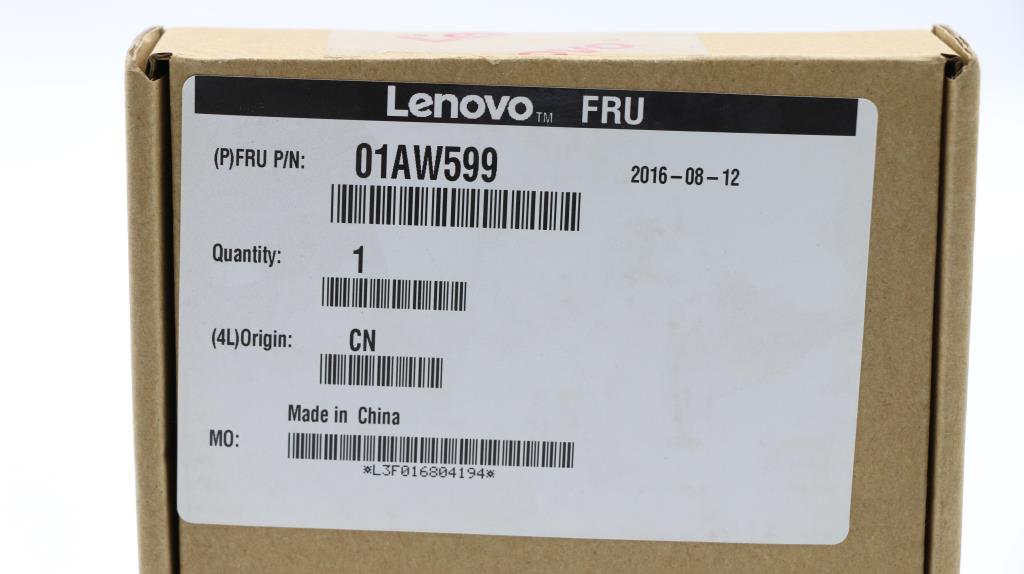 Lenovo™ FRU
(P)FRU P/N: 01AW599 2016-08-12
Quantity: 1
(4L)Origin: CN
Made in China
MO:
*L3F016804194*